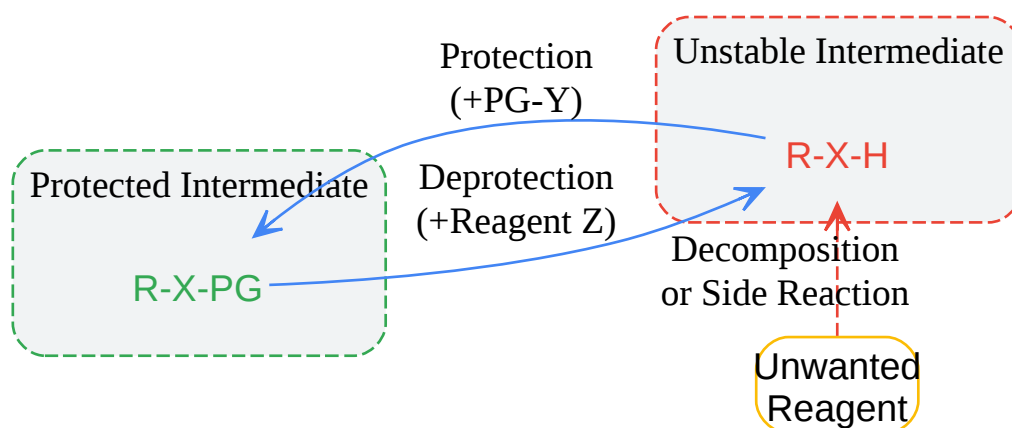 Unstable Intermediate
R-X-H
Protection
(+PG-Y)
Protected Intermediate
R-X-PG
Deprotection
(+Reagent Z)
Decomposition
or Side Reaction
Unwanted
Reagent